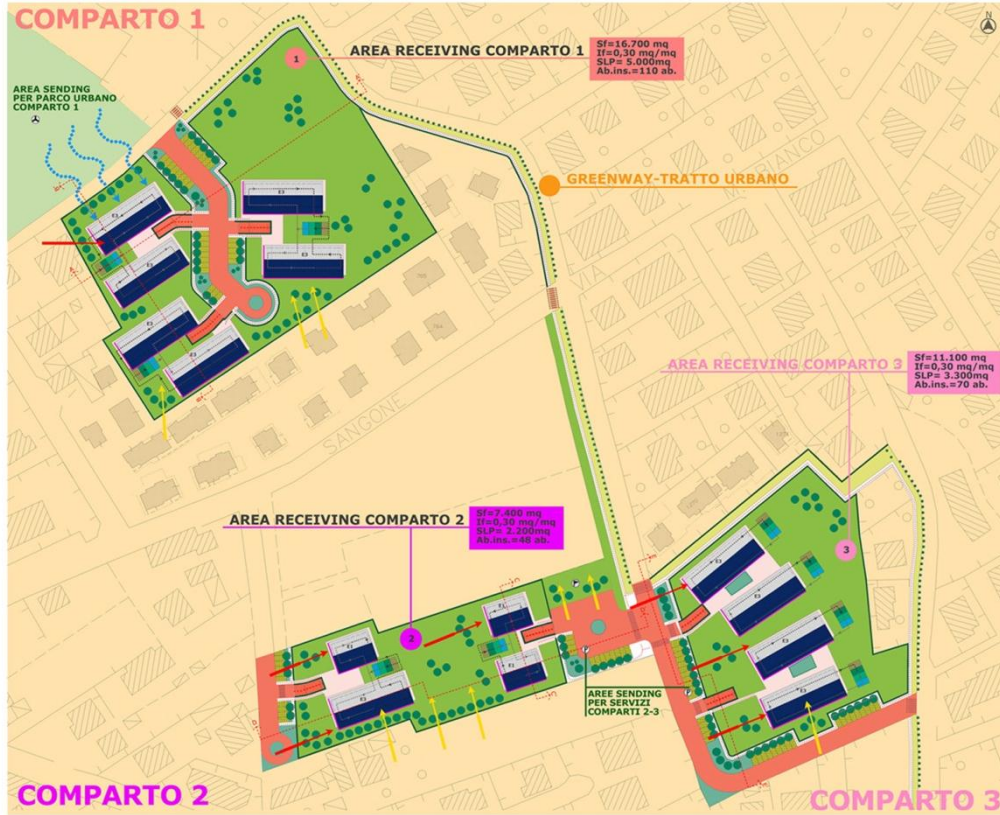 COMPARTO 1
N
AREA RECEIVING COMPARTO 1
Sf=16.700 mq
If=0,30 mq/mq
SLP= 5.000mq
Ab.ins.=110 ab.
1
AREA SENDING
PER PARCO URBANO
COMPARTO 1
GREENWAY-TRATTO URBANO
BIANCO
SANGONE
AREA RECEIVING COMPARTO 3
Sf=11.100 mq
If=0,30 mq/mq
SLP= 3.300mq
Ab.ins.=70 ab.
AREA RECEIVING COMPARTO 2
Sf=7.400 mq
If=0,30 mq/mq
SLP= 2.200mq
Ab.ins.=48 ab.
3
2
AREE SENDING
PER SERVIZI
COMPARTI 2-3
COMPARTO 2
COMPARTO 3